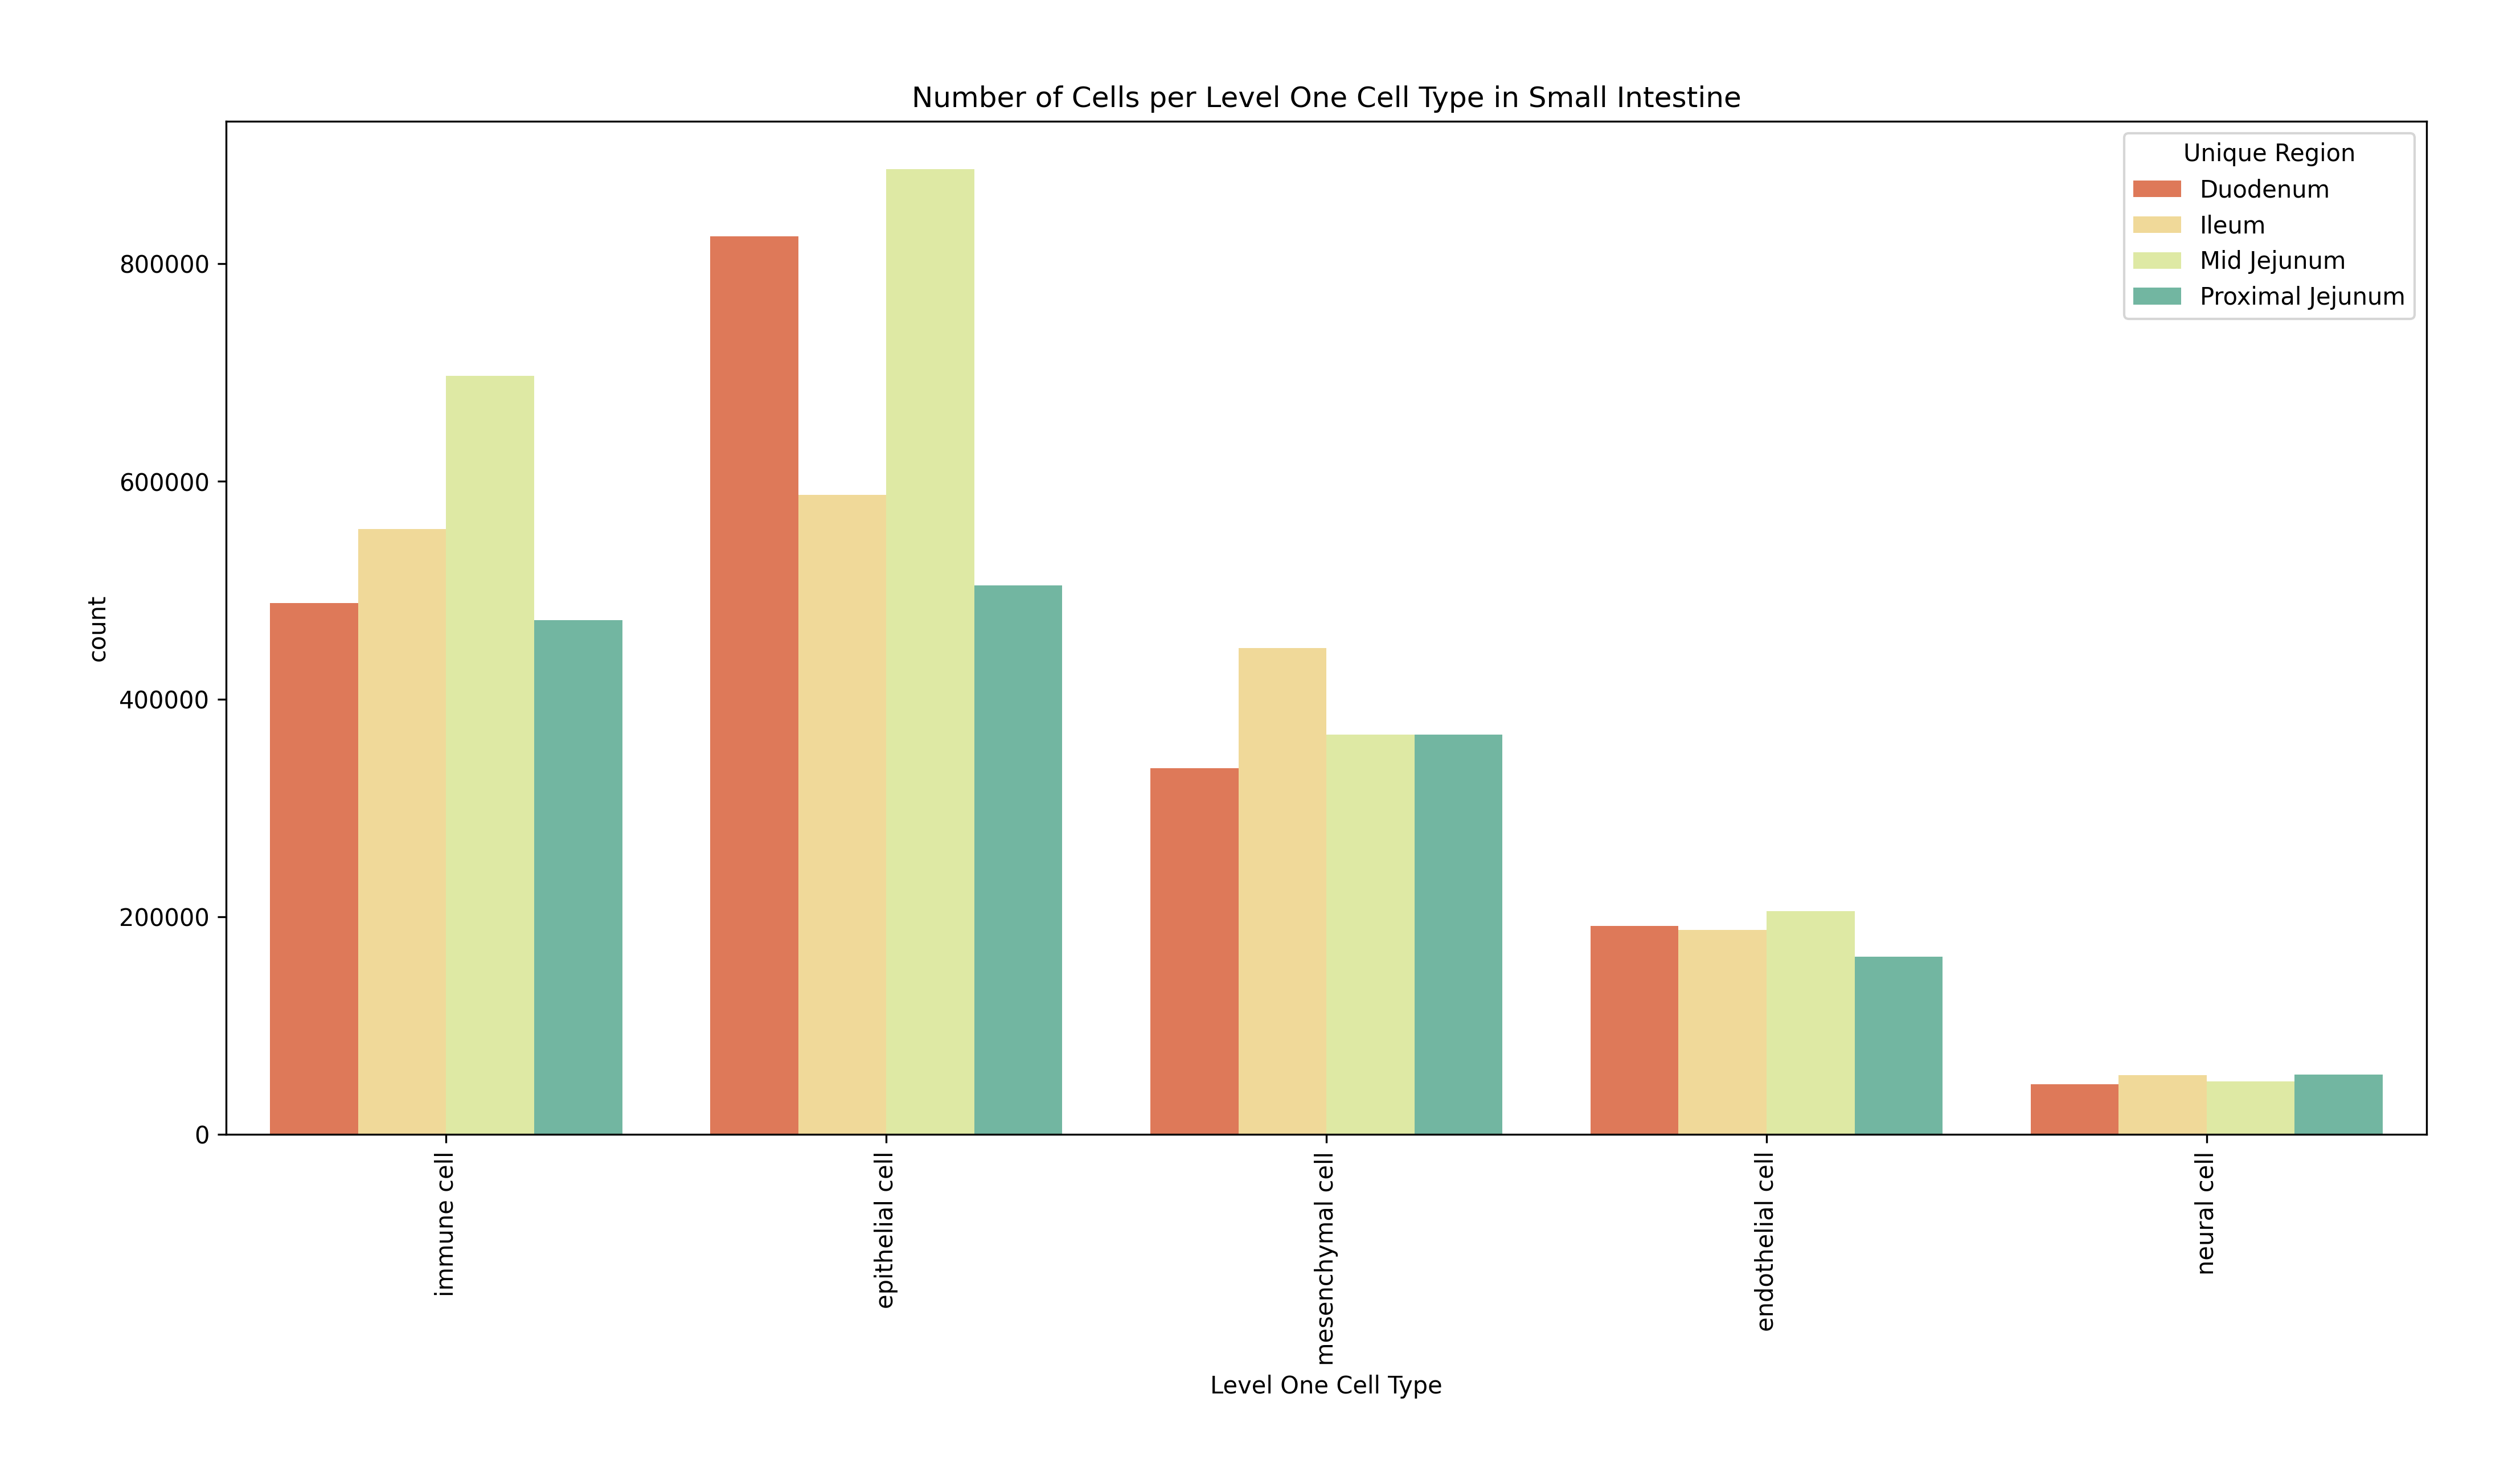 Number of Cells per Level One Cell Type in Small Intestine
Unique Region
Duodenum
Ileum
Mid Jejunum
Proximal Jejunum
count
800000
600000
400000
200000
0
immune cell
epithelial cell
mesenchymal cell
endothelial cell
neural cell
Level One Cell Type